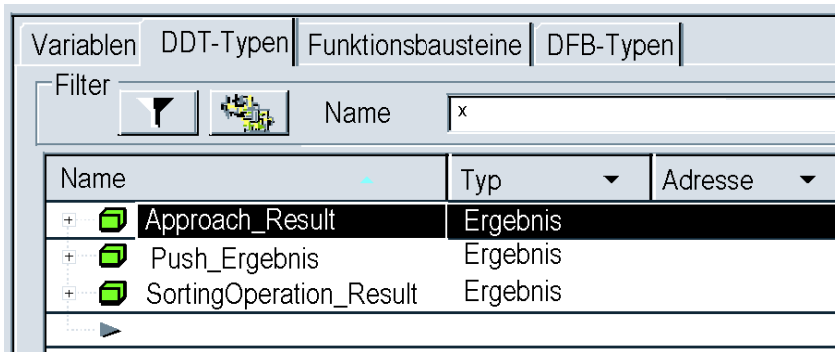 Variablen DDT-Typen Funktionsbausteine DFB-Typen
Filter
Name x
Name Typ Adresse
Approach_Result Ergebnis
Push_Ergebnis Ergebnis
SortingOperation_Result Ergebnis